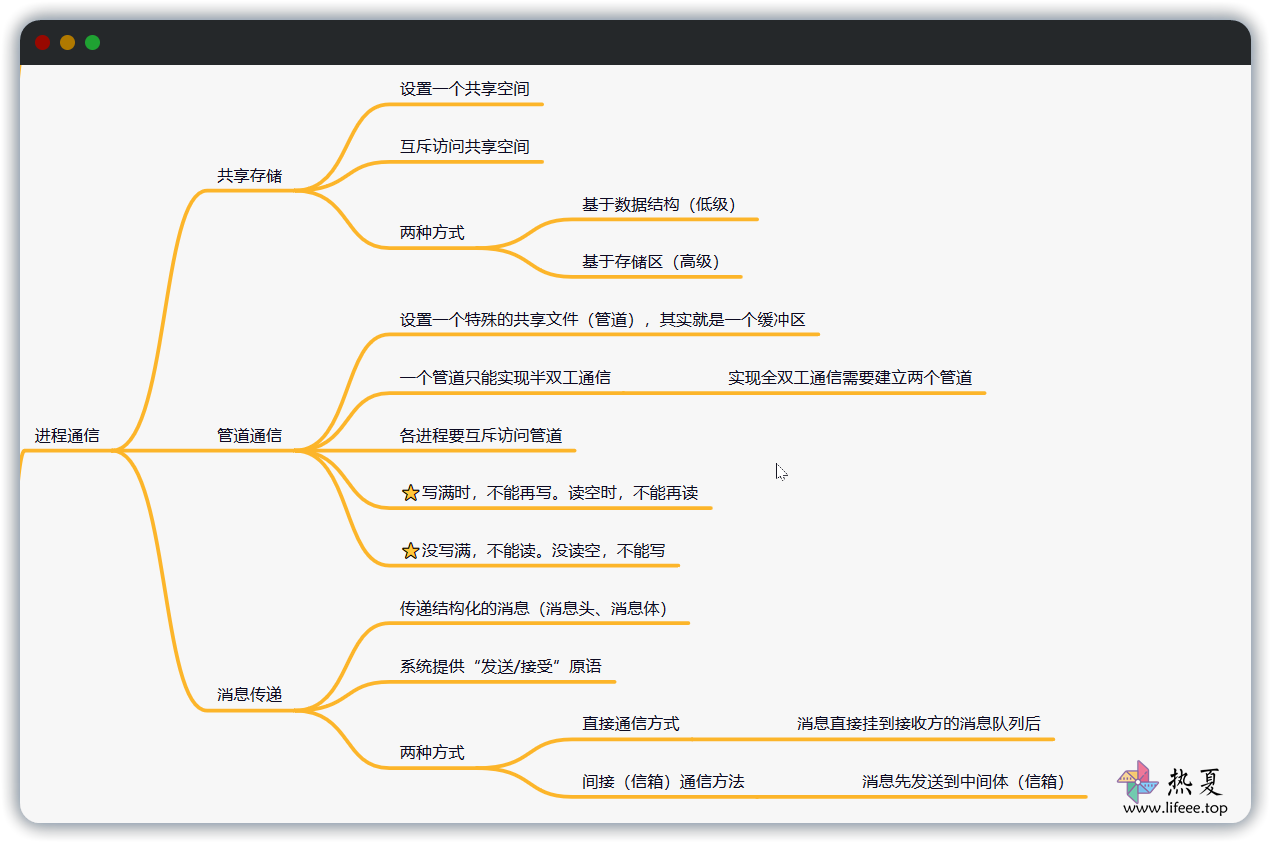 设置一个共享空间
互斥访问共享空间
共享存储
两种方式
基于数据结构（低级）
基于存储区（高级）
设置一个特殊的共享文件（管道），其实就是一个缓冲区
一个管道只能实现半双工通信
实现全双工通信需要建立两个管道
进程通信
管道通信
各进程要互斥访问管道
⭐写满时，不能再写。读空时，不能再读
⭐没写满，不能读。没读空，不能写
传递结构化的消息（消息头、消息体）
系统提供“发送/接受”原语
消息传递
两种方式
直接通信方式
消息直接挂到接收方的消息队列后
间接（信箱）通信方法
消息先发送到中间体（信箱）
热夏
www.lifeee.top